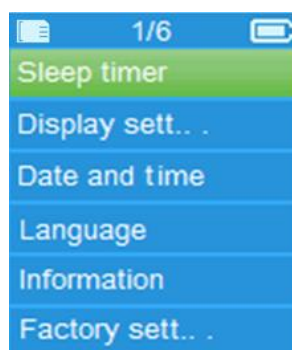 1/6
Sleep timer
Display sett.. .
Date and time
Language
Information
Factory sett.. .